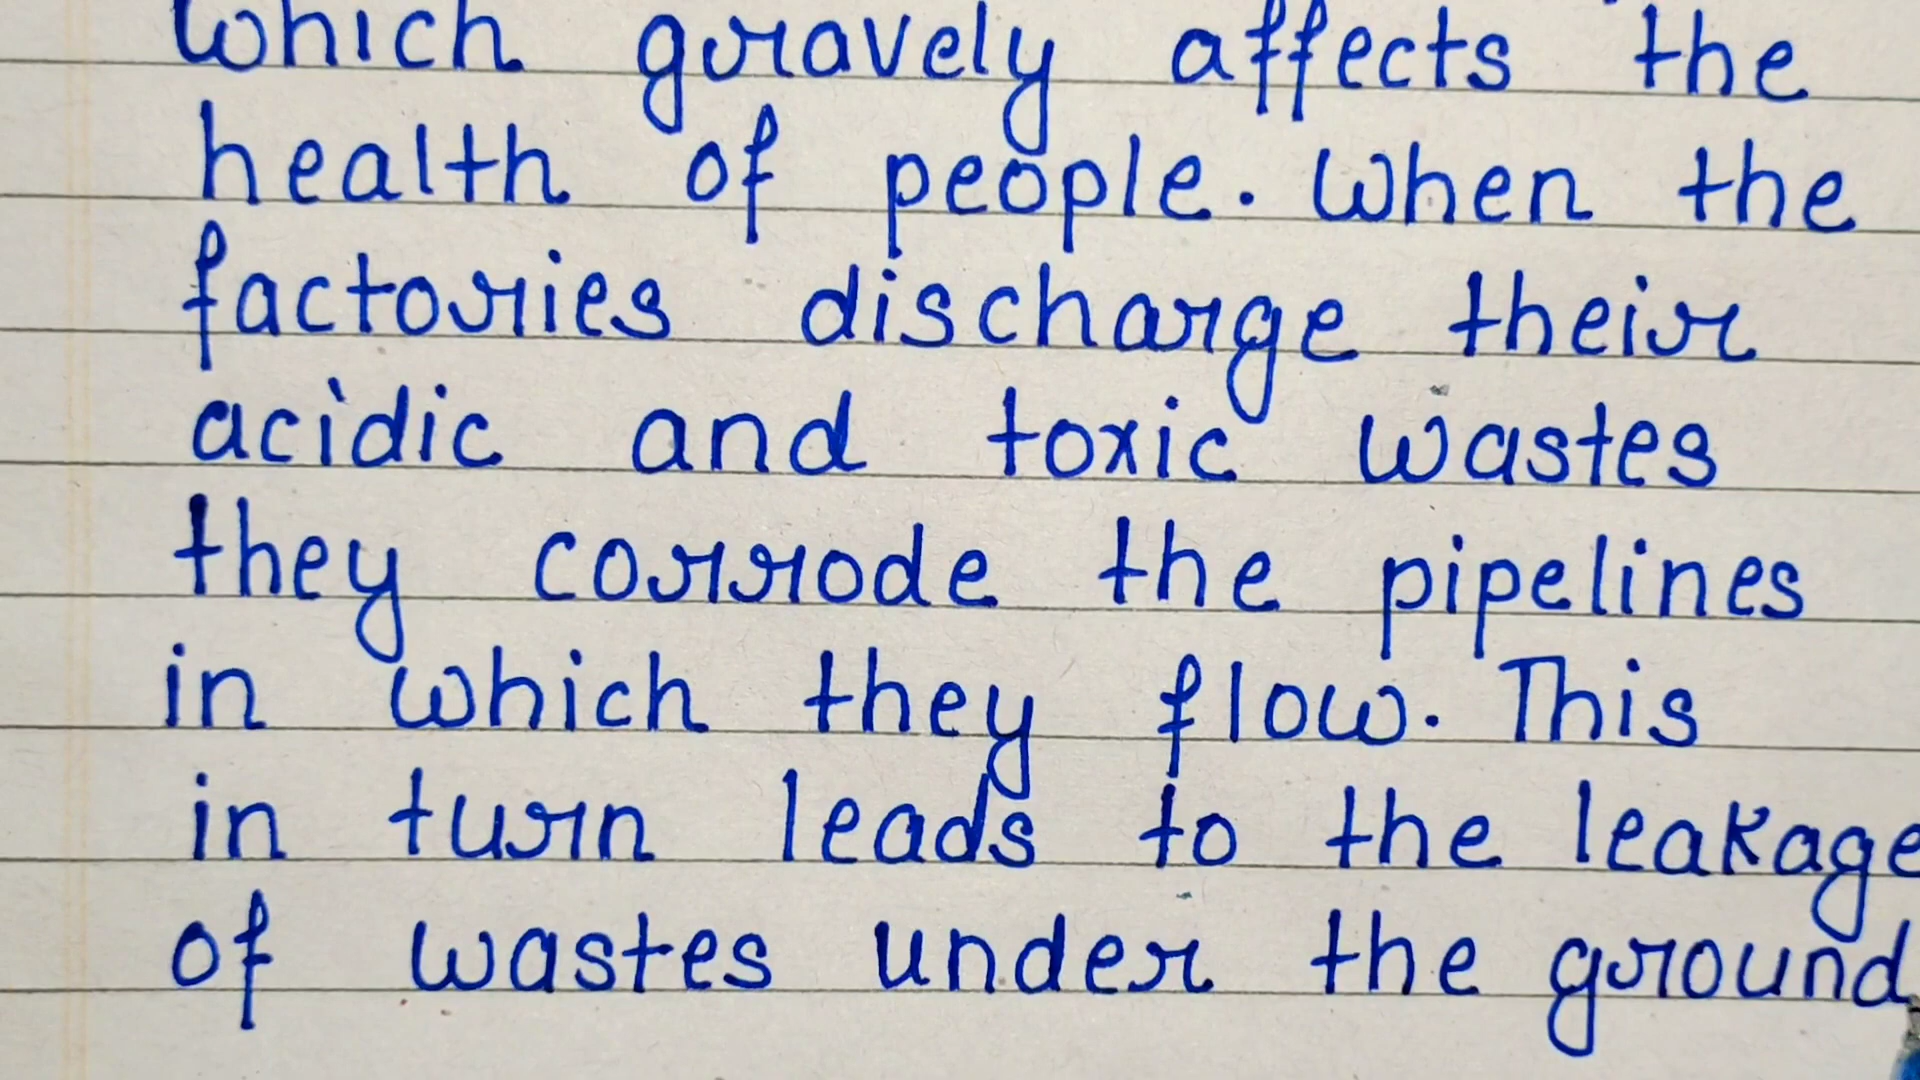 which gravely affects the
health of people. When the
factories discharge their
acidic and toxic wastes
they corrode the pipelines
in which they flow. This
in turn leads to the leakage
of wastes under the ground